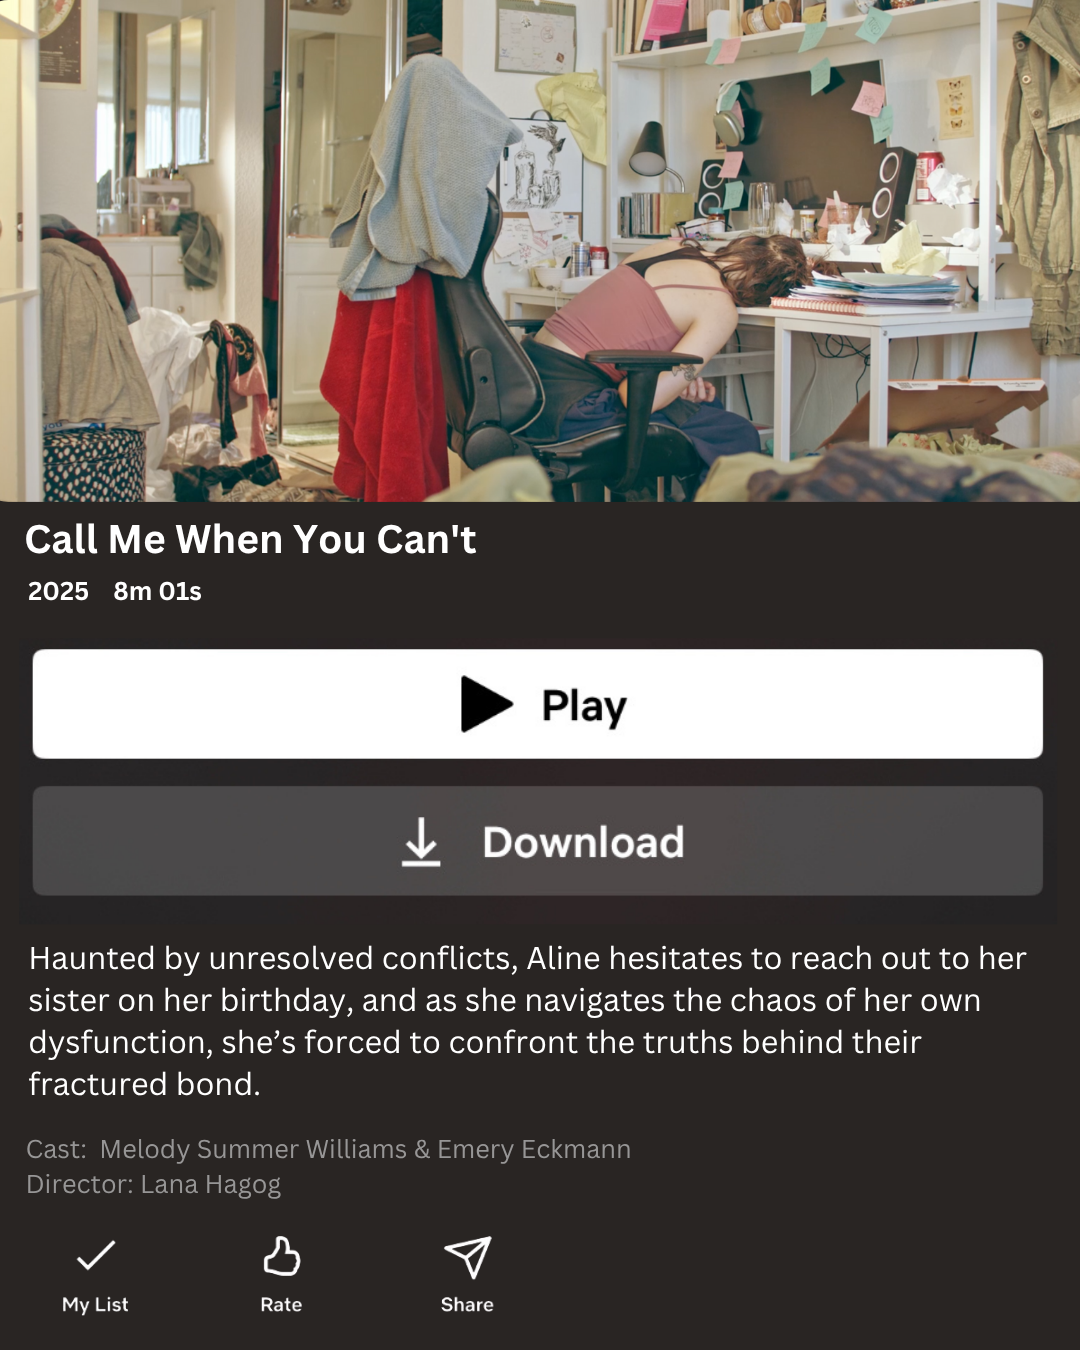 Call Me When You Can't
2025 8m 01s
Play
Download
Haunted by unresolved conflicts, Aline hesitates to reach out to her
sister on her birthday, and as she navigates the chaos of her own
dysfunction, she’s forced to confront the truths behind their
fractured bond.
Cast: Melody Summer Williams & Emery Eckmann
Director: Lana Hagog
My List Rate Share